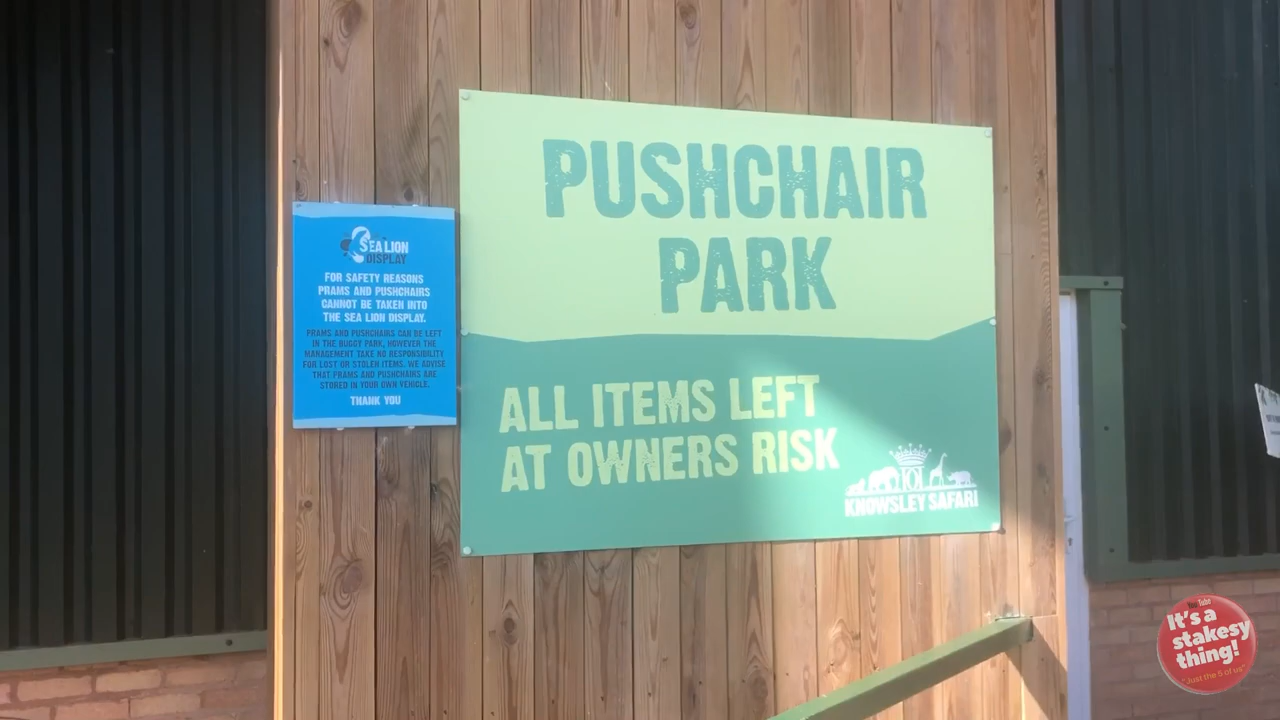 SEA LION
DISPLAY
FOR SAFETY REASONS
PRAMS AND PUSHCHAIRS
CANNOT BE TAKEN INTO
THE SEA LION DISPLAY.
PRAMS AND PUSHCHAIRS CAN BE LEFT
IN THE BUGGY PARK, HOWEVER THE
MANAGEMENT TAKE NO RESPONSIBILITY
FOR LOST OR STOLEN ITEMS. WE ADVISE
THAT PRAMS AND PUSHCHAIRS ARE
STORED IN YOUR OWN VEHICLE.
THANK YOU
PUSHCHAIR
PARK
ALL ITEMS LEFT
AT OWNERS RISK
KNOWSLEY SAFARI
YouTube
It's a
stakesy
thing!
"Just the 5 of us"